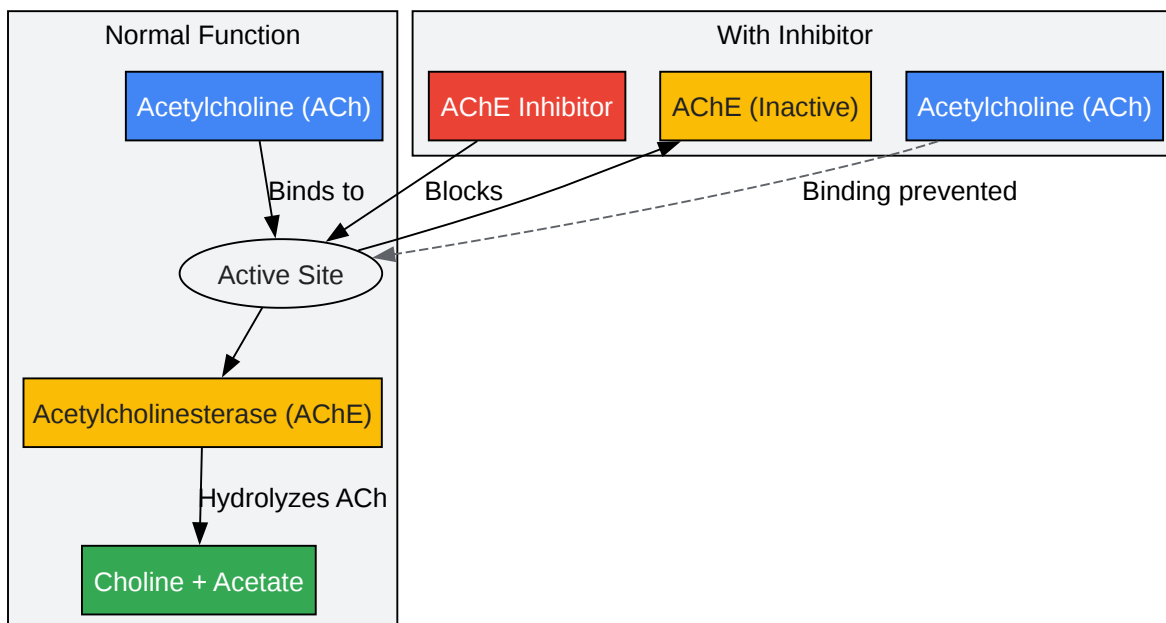 Normal Function
With Inhibitor
Acetylcholine (ACh)
AChE Inhibitor
AChE (Inactive)
Acetylcholine (ACh)
Binds to
Blocks
Binding prevented
Active Site
Acetylcholinesterase (AChE)
Hydrolyzes ACh
Choline + Acetate